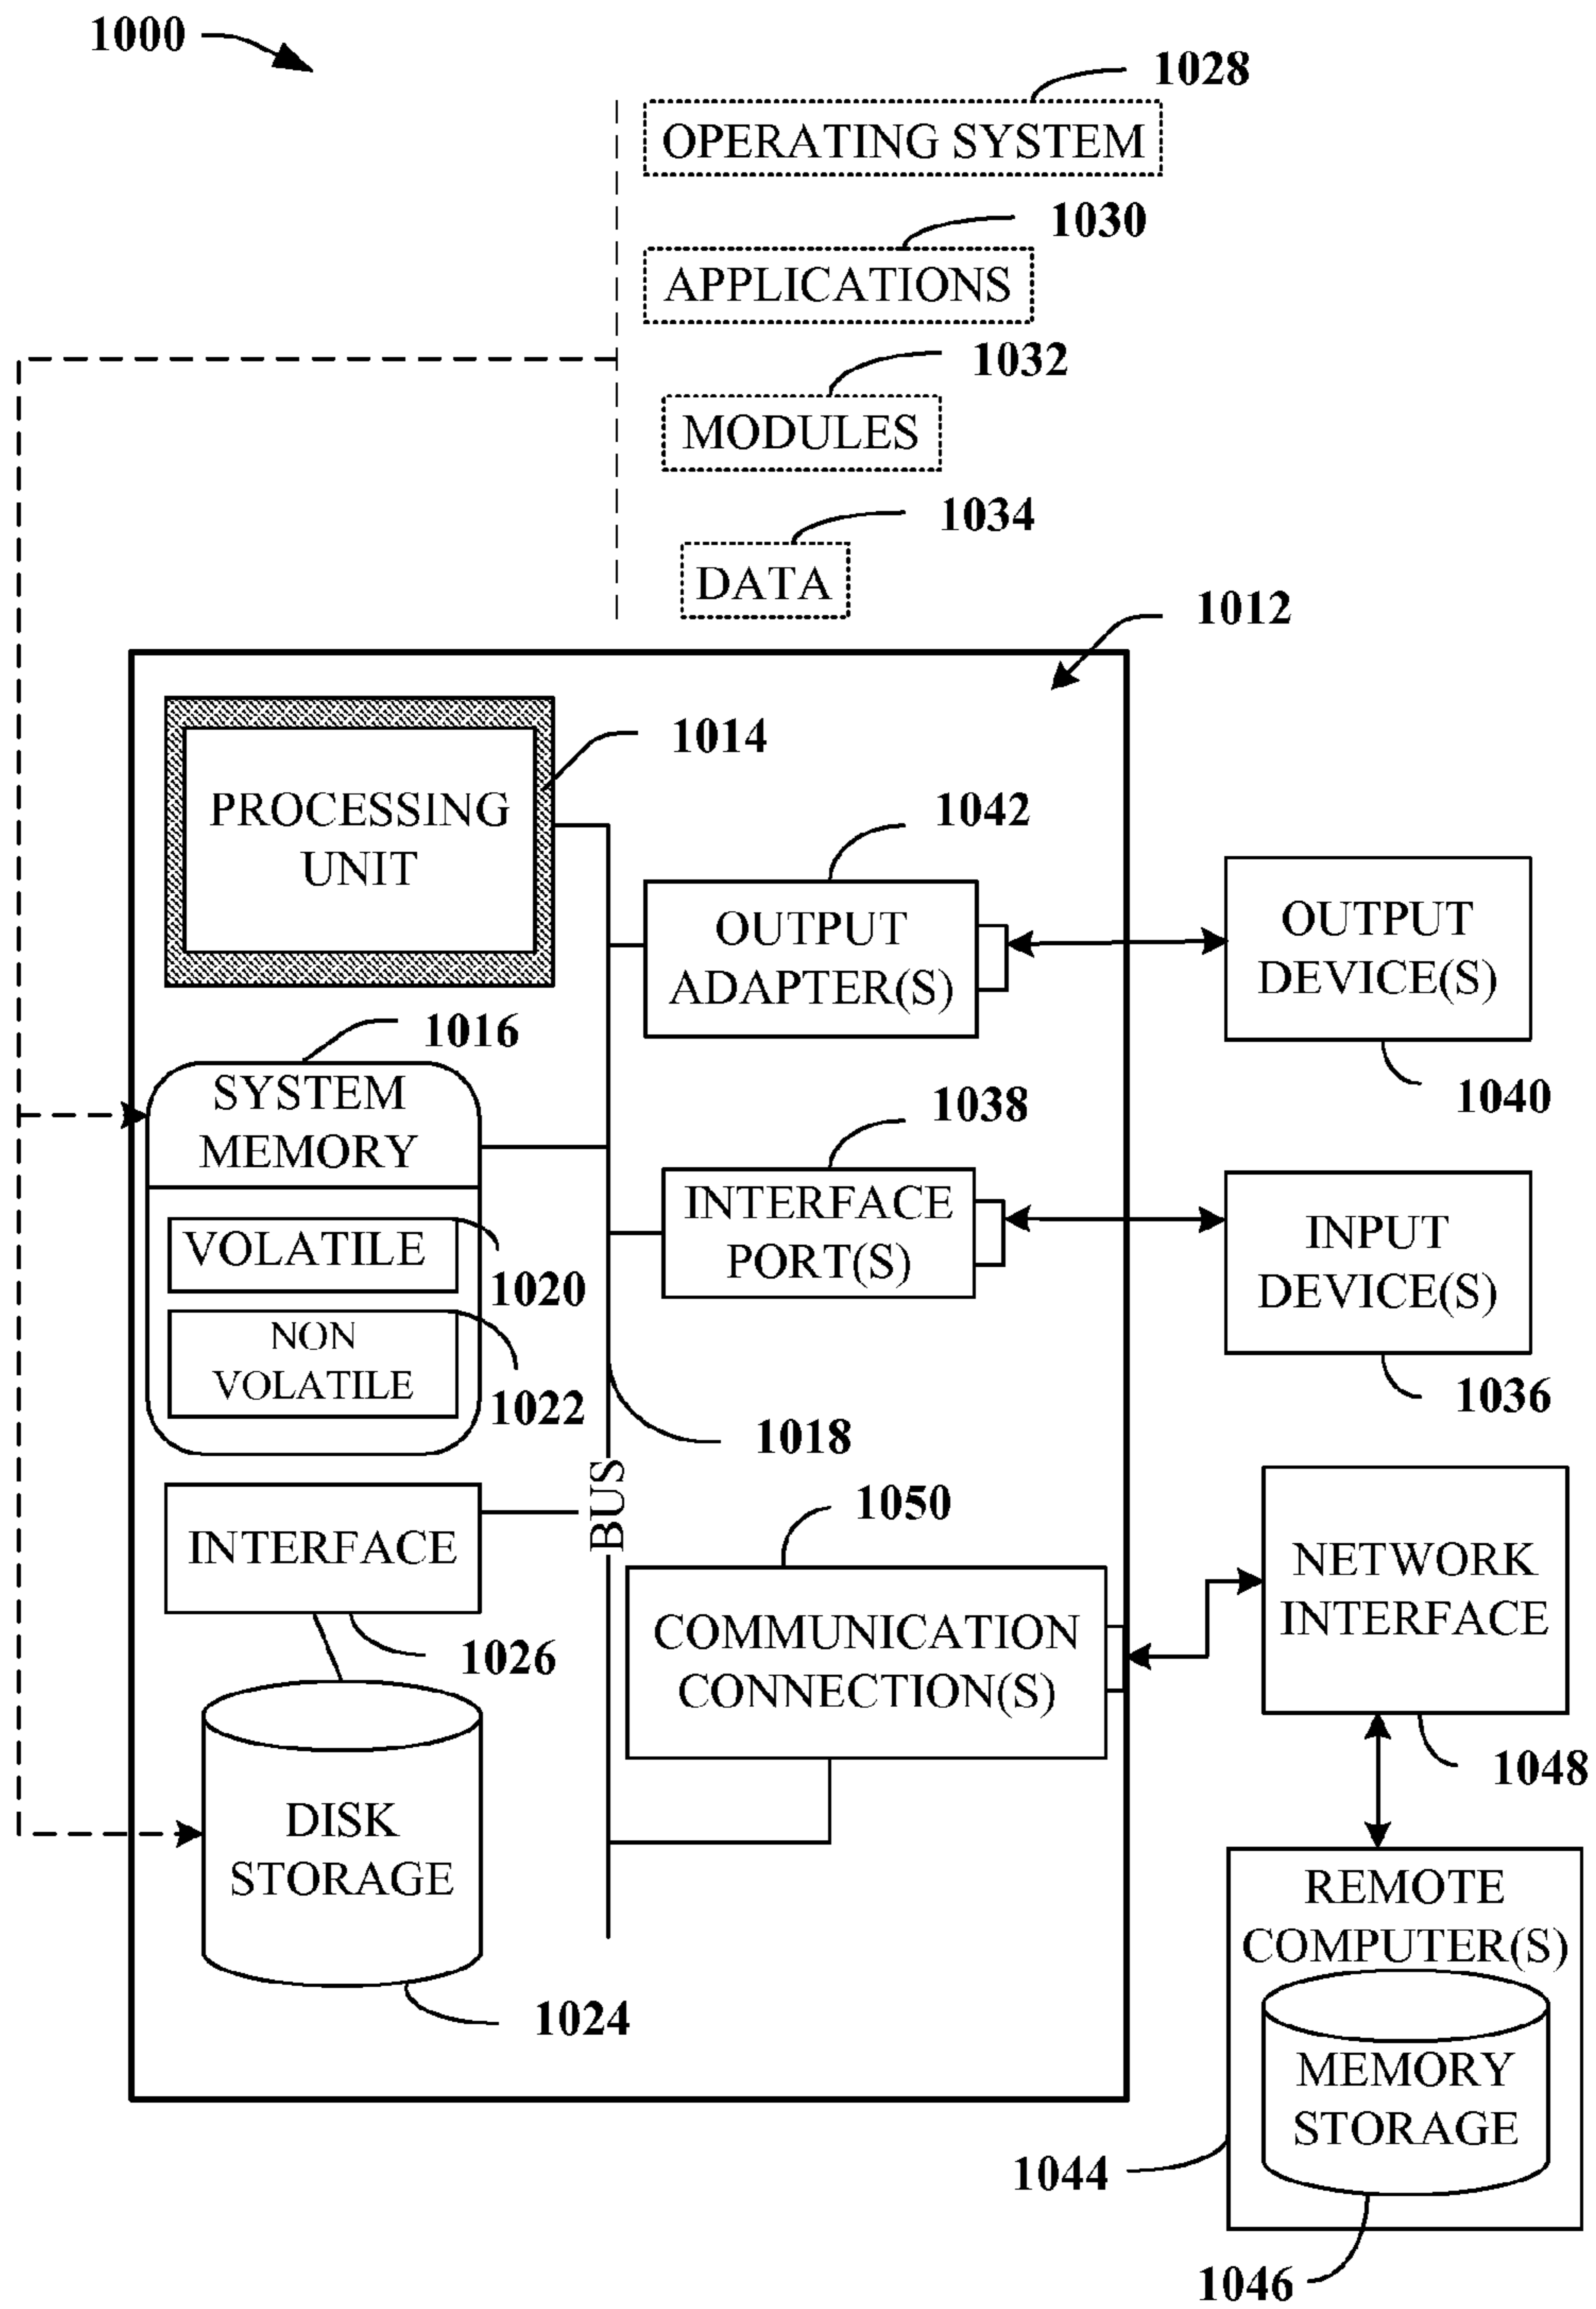 1000
1028
OPERATING SYSTEM
1030
APPLICATIONS
1032
MODULES
1034
DATA
1012
PROCESSING
UNIT
1014
1042
OUTPUT
ADAPTER(S)
OUTPUT
DEVICE(S)
1040
1016
SYSTEM
MEMORY
VOLATILE
1020
NON
VOLATILE
1022
1038
INTERFACE
PORT(S)
INPUT
DEVICE(S)
1036
1018
BUS
INTERFACE
1026
1050
COMMUNICATION
CONNECTION(S)
NETWORK
INTERFACE
1048
DISK
STORAGE
1024
REMOTE
COMPUTER(S)
MEMORY
STORAGE
1044
1046